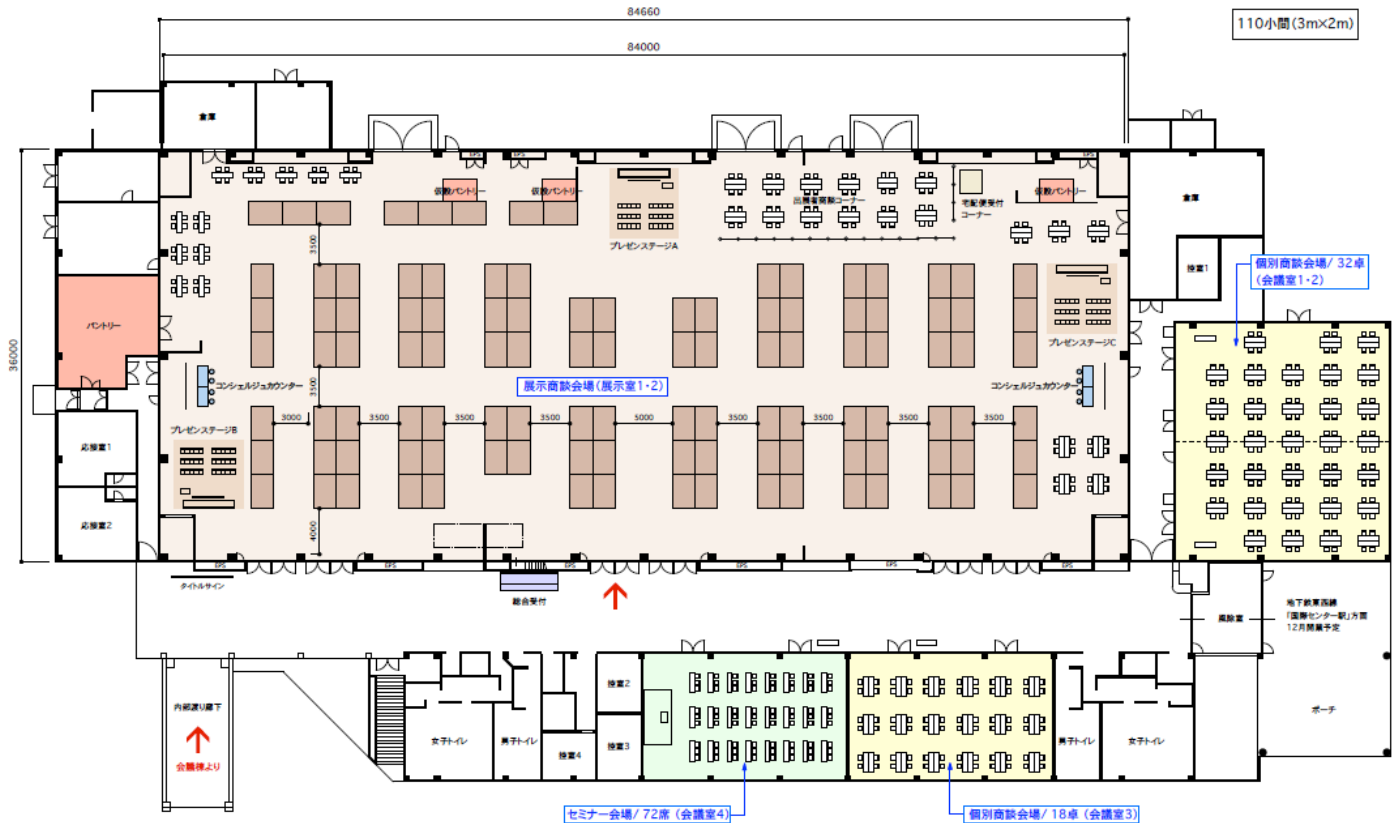 84660
110小間(3m×2m)
84000
倉庫
EPS
EPS
EPS
仮設パントリー
仮設パントリー
仮設パントリー
出展者商談コーナー
宅配便受付
コーナー
倉庫
プレゼンステージA
3500
控室1
個別商談会場/ 32卓
(会議室1・2)
パントリー
プレゼンステージC
36000
コンシェルジュカウンター
3500
展示商談会場(展示室1・2)
コンシェルジュカウンター
3000
3500
3500
3500
5000
3500
3500
3500
3500
プレゼンステージB
応接室1
応接室2
4000
EPS
EPS
EPS
EPS
EPS
EPS
タイトルサイン
総合受付
風除室
地下鉄東西線
「国際センター駅」方面
12月開業予定
内部渡り廊下
会議棟より
女子トイレ
男子トイレ
控室4
控室2
控室3
男子トイレ
女子トイレ
ポーチ
セミナー会場/ 72席 (会議室4)
個別商談会場/ 18卓 (会議室3)